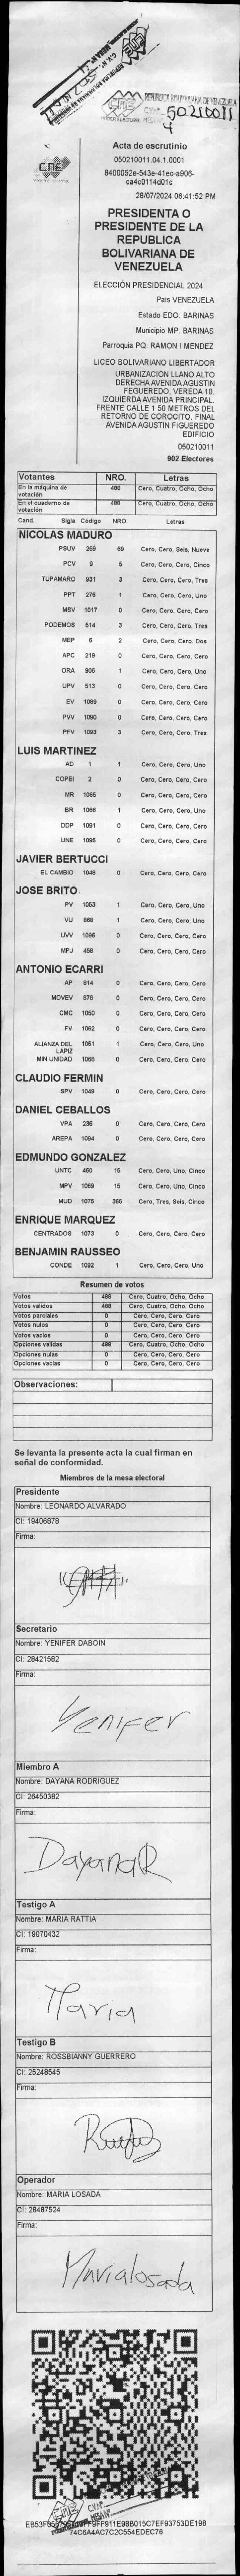 CNE
PODER ELECTORAL
REPÚBLICA BOLIVARIANA DE VENEZUELA
50210011
4
CNE
Acta de escrutinio
050210011.04.1.0001
8400052e-543e-41ec-a906-
ca4c0114d01c
28/07/2024 06:41:52 PM
PRESIDENTA O
PRESIDENTE DE LA
REPUBLICA
BOLIVARIANA DE
VENEZUELA
ELECCIÓN PRESIDENCIAL 2024
Pais VENEZUELA
Estado EDO. BARINAS
Municipio MP. BARINAS
Parroquia PQ. RAMON I MENDEZ
LICEO BOLIVARIANO LIBERTADOR
URBANIZACION LLANO ALTO
DERECHA AVENIDA AGUSTIN
FEGUEREDO, VEREDA 10.
IZQUIERDA AVENIDA PRINCIPAL.
FRENTE CALLE 1 50 METROS DEL
RETORNO DE COROCITO. FINAL
AVENIDA AGUSTIN FIGUEREDO
EDIFICIO
050210011
902 Electores
Votantes NRO. Letras
En la máquina de votación 488 Cero, Cuatro, Ocho, Ocho
En el cuaderno de votación 488 Cero, Cuatro, Ocho, Ocho
Cand. Sigla Código NRO. Letras
NICOLAS MADURO
PSUV 269 69 Cero, Cero, Seis, Nueve
PCV 9 5 Cero, Cero, Cero, Cinco
TUPAMARO 931 3 Cero, Cero, Cero, Tres
PPT 276 1 Cero, Cero, Cero, Uno
MSV 1017 0 Cero, Cero, Cero, Cero
PODEMOS 514 3 Cero, Cero, Cero, Tres
MEP 6 2 Cero, Cero, Cero, Dos
APC 219 0 Cero, Cero, Cero, Cero
ORA 906 1 Cero, Cero, Cero, Uno
UPV 513 0 Cero, Cero, Cero, Cero
EV 1089 0 Cero, Cero, Cero, Cero
PVV 1090 0 Cero, Cero, Cero, Cero
PFV 1093 3 Cero, Cero, Cero, Tres
LUIS MARTINEZ
AD 1 1 Cero, Cero, Cero, Uno
COPEI 2 0 Cero, Cero, Cero, Cero
MR 1065 0 Cero, Cero, Cero, Cero
BR 1066 1 Cero, Cero, Cero, Uno
DDP 1091 0 Cero, Cero, Cero, Cero
UNE 1095 0 Cero, Cero, Cero, Cero
JAVIER BERTUCCI
EL CAMBIO 1048 0 Cero, Cero, Cero, Cero
JOSE BRITO
PV 1053 1 Cero, Cero, Cero, Uno
VU 868 1 Cero, Cero, Cero, Uno
UVV 1096 0 Cero, Cero, Cero, Cero
MPJ 456 0 Cero, Cero, Cero, Cero
ANTONIO ECARRI
AP 814 0 Cero, Cero, Cero, Cero
MOVEV 878 0 Cero, Cero, Cero, Cero
CMC 1050 0 Cero, Cero, Cero, Cero
FV 1062 0 Cero, Cero, Cero, Cero
ALIANZA DEL LAPIZ 1051 1 Cero, Cero, Cero, Uno
MIN UNIDAD 1068 0 Cero, Cero, Cero, Cero
CLAUDIO FERMIN
SPV 1049 0 Cero, Cero, Cero, Cero
DANIEL CEBALLOS
VPA 236 0 Cero, Cero, Cero, Cero
AREPA 1094 0 Cero, Cero, Cero, Cero
EDMUNDO GONZALEZ
UNTC 460 15 Cero, Cero, Uno, Cinco
MPV 1069 15 Cero, Cero, Uno, Cinco
MUD 1076 365 Cero, Tres, Seis, Cinco
ENRIQUE MARQUEZ
CENTRADOS 1073 0 Cero, Cero, Cero, Cero
BENJAMIN RAUSSEO
CONDE 1092 1 Cero, Cero, Cero, Uno
Resumen de votos
Votos 488 Cero, Cuatro, Ocho, Ocho
Votos validos 488 Cero, Cuatro, Ocho, Ocho
Votos parciales 0 Cero, Cero, Cero, Cero
Votos nulos 0 Cero, Cero, Cero, Cero
Votos vacios 0 Cero, Cero, Cero, Cero
Opciones validas 488 Cero, Cuatro, Ocho, Ocho
Opciones nulas 0 Cero, Cero, Cero, Cero
Opciones vacias 0 Cero, Cero, Cero, Cero
Observaciones:
Se levanta la presente acta la cual firman en
señal de conformidad.
Miembros de la mesa electoral
Presidente
Nombre: LEONARDO ALVARADO
CI: 19406878
Firma:
Secretario
Nombre: YENIFER DABOIN
CI: 28421582
Firma:
Yenifer
Miembro A
Nombre: DAYANA RODRIGUEZ
CI: 26450382
Firma:
DayanaR
Testigo A
Nombre: MARIA RATTIA
CI: 19070432
Firma:
Maria
Testigo B
Nombre: ROSSBIANNY GUERRERO
CI: 25248545
Firma:
Operador
Nombre: MARIA LOSADA
CI: 28487524
Firma:
Maria losada
74C6A4AC7C2C554EDEC76